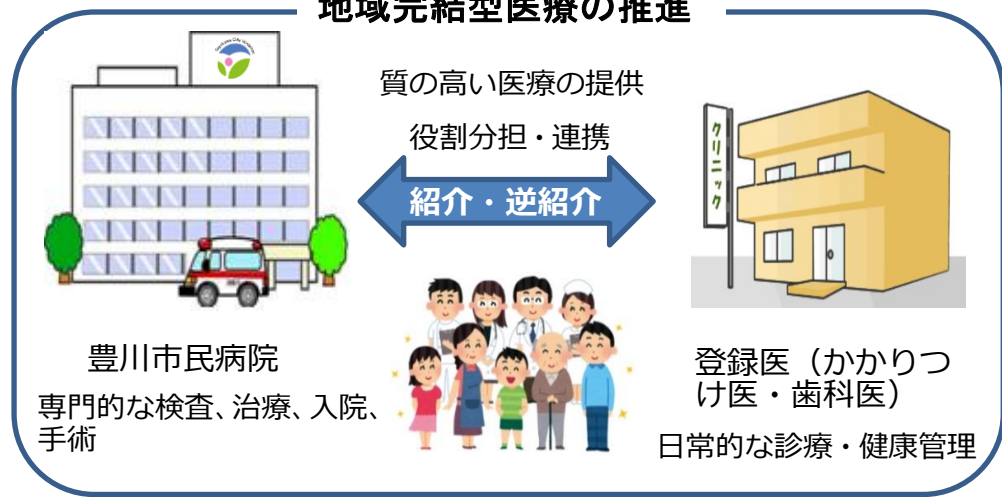 地域完結型医療の推進
質の高い医療の提供
役割分担・連携
紹介・逆紹介
クリニック
豊川市民病院
専門的な検査、治療、入院、
手術
登録医（かかりつ
け医・歯科医）
日常的な診療・健康管理